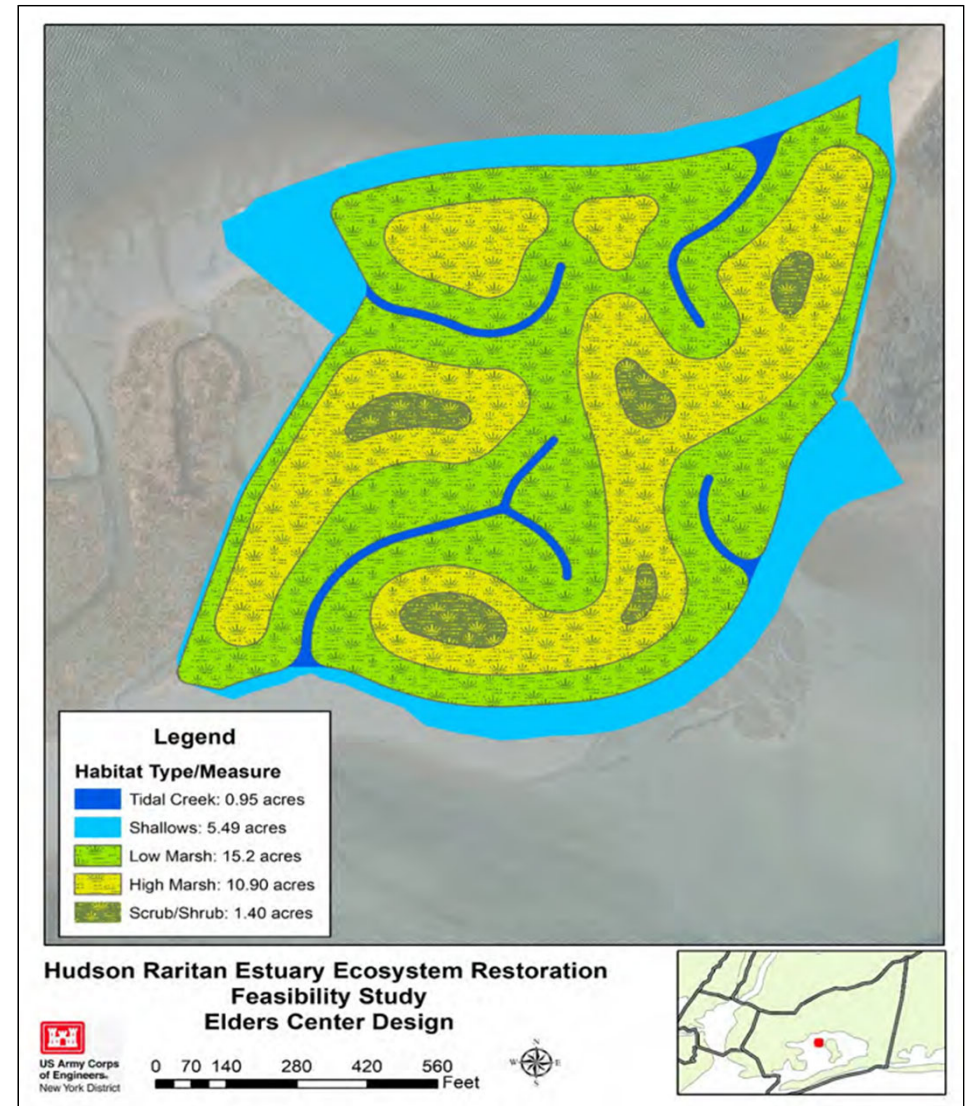 Legend
Habitat Type/Measure
Tidal Creek: 0.95 acres
Shallows: 5.49 acres
Low Marsh: 15.2 acres
High Marsh: 10.90 acres
Scrub/Shrub: 1.40 acres
Hudson Raritan Estuary Ecosystem Restoration
Feasibility Study
Elders Center Design
US Army Corps
of Engineers®
New York District
0 70 140 280 420 560
Feet
N
W E
S